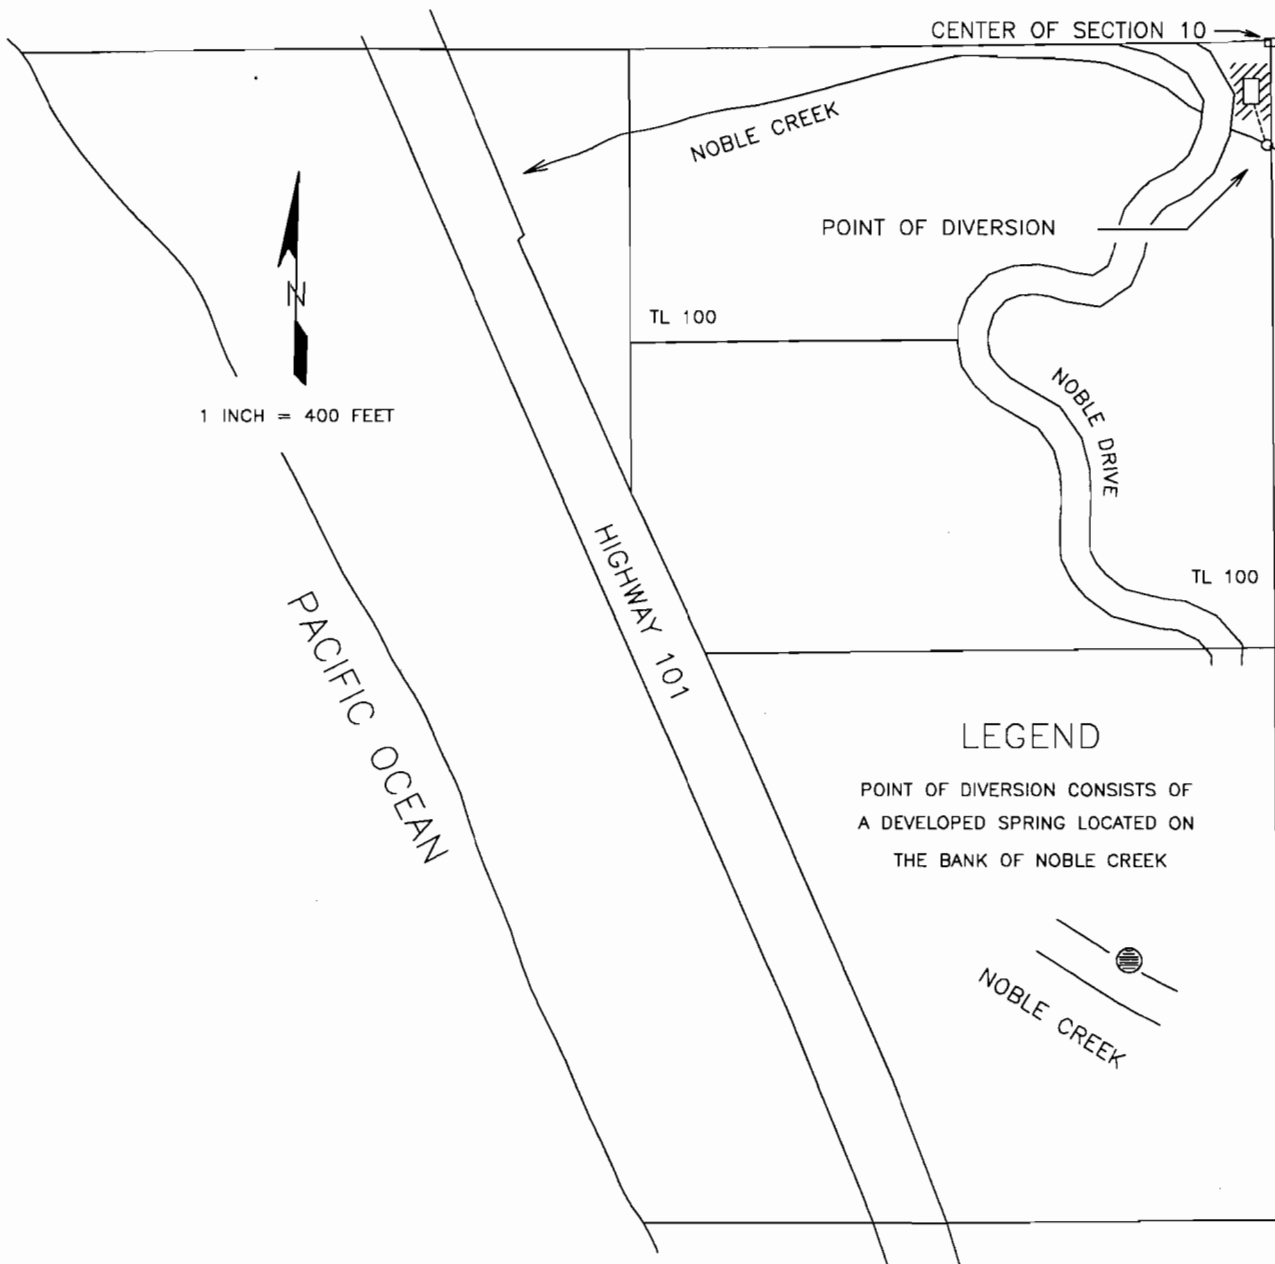 CENTER OF SECTION 10
NOBLE CREEK
POINT OF DIVERSION
N
TL 100
1 INCH = 400 FEET
NOBLE DRIVE
HIGHWAY 101
TL 100
PACIFIC OCEAN
LEGEND
POINT OF DIVERSION CONSISTS OF
A DEVELOPED SPRING LOCATED ON
THE BANK OF NOBLE CREEK
NOBLE CREEK